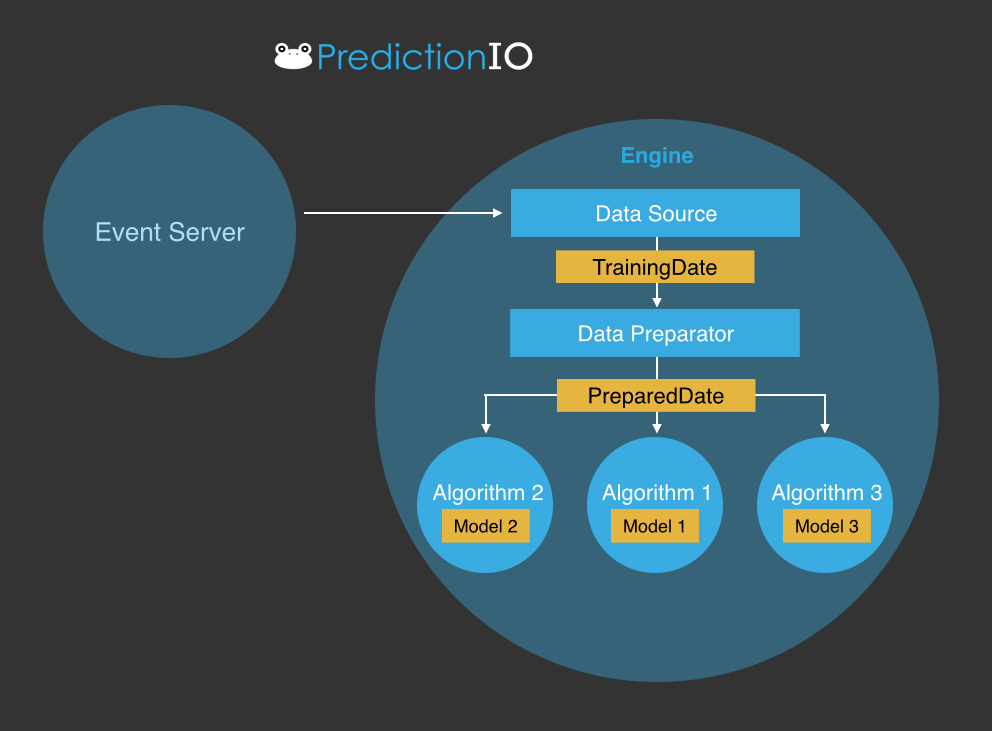 PredictionIO
Event Server
Engine
Data Source
TrainingDate
Data Preparator
PreparedDate
Algorithm 2
Model 2
Algorithm 1
Model 1
Algorithm 3
Model 3